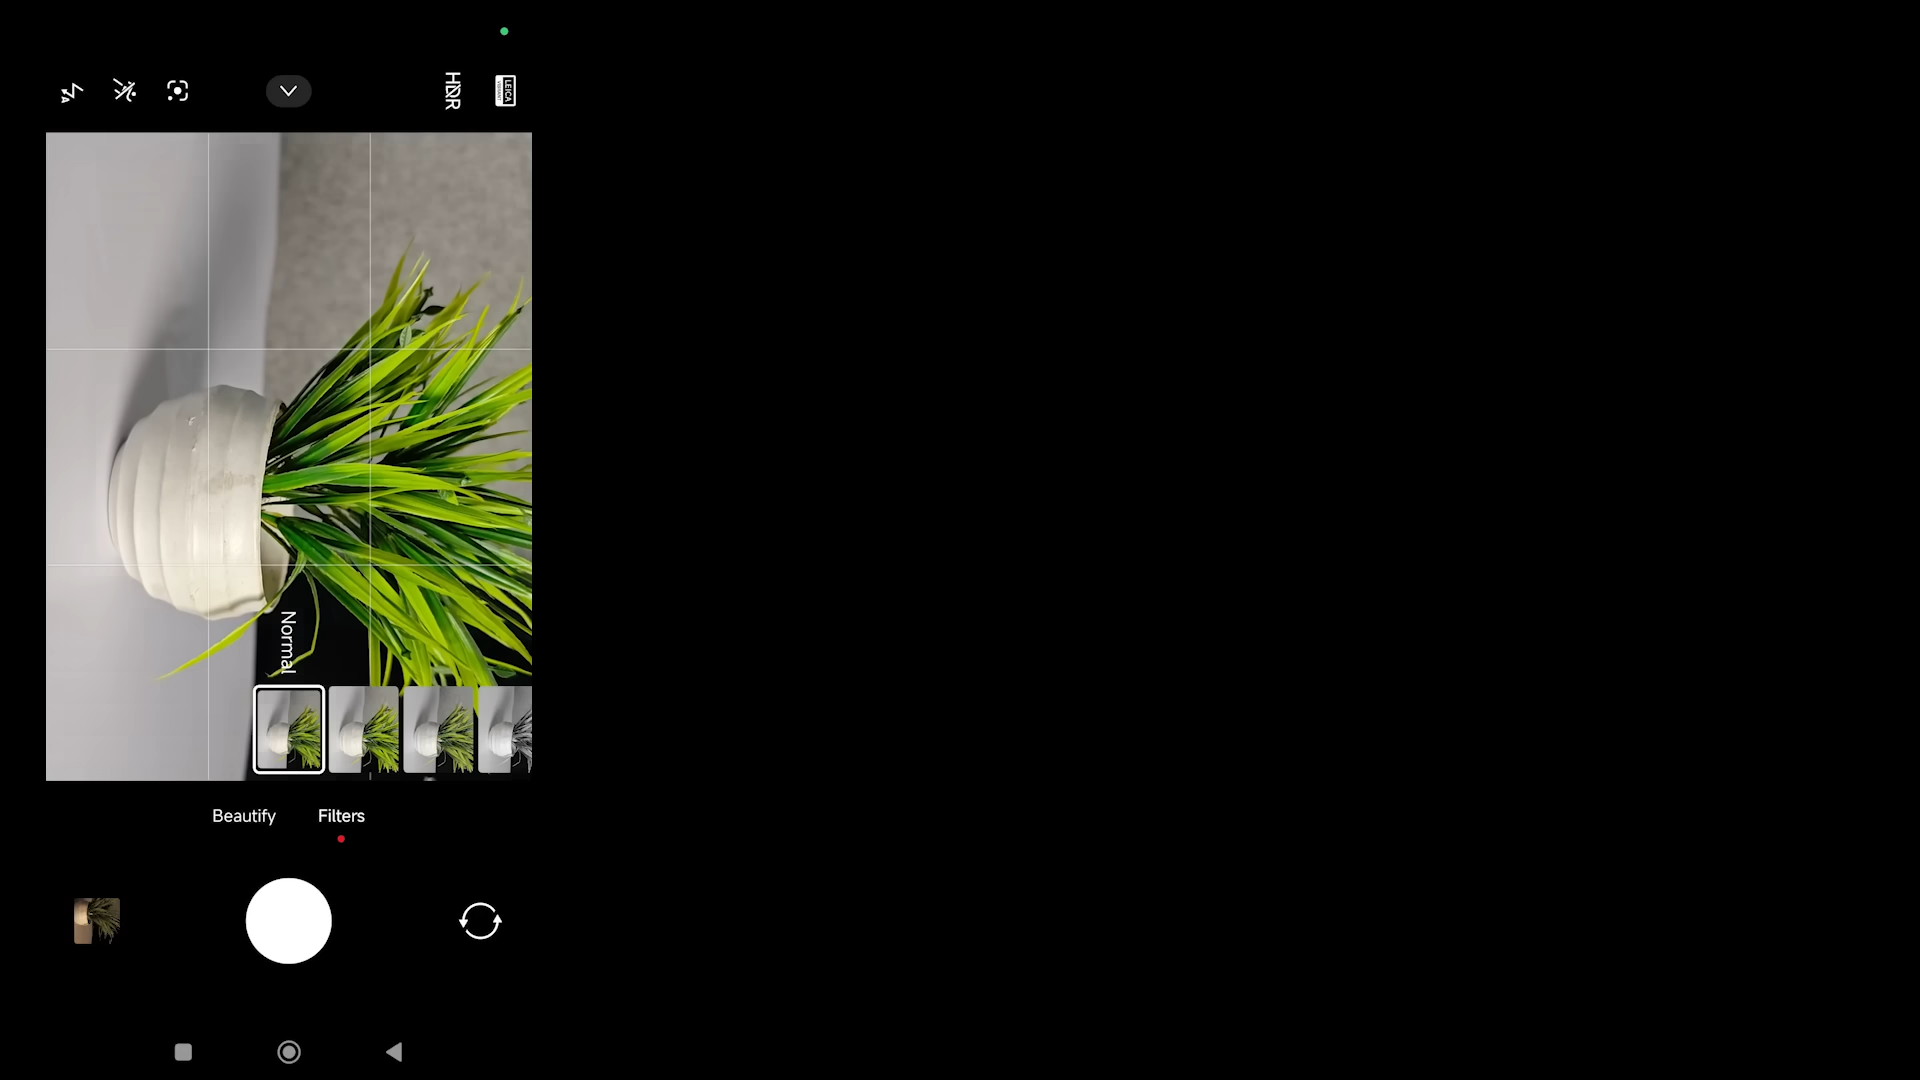 HDR
LEICA
Normal
Beautify
Filters